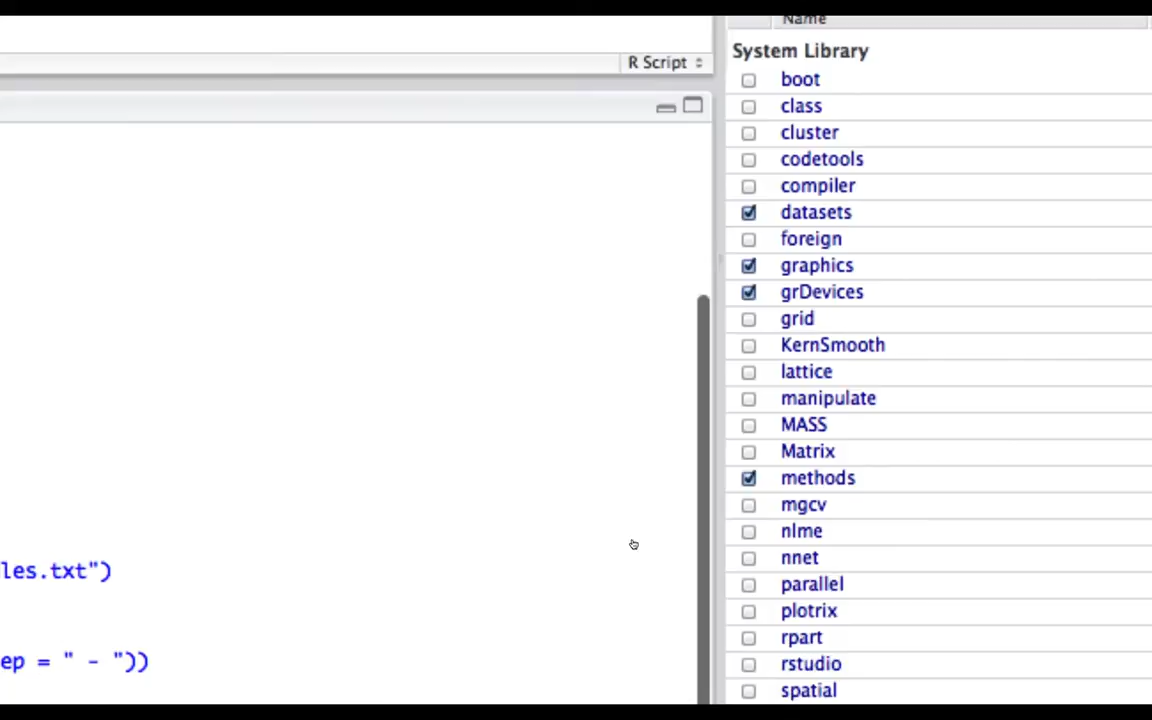 Name
System Library
R Script
boot
class
cluster
codetools
compiler
datasets
foreign
graphics
grDevices
grid
KernSmooth
lattice
manipulate
MASS
Matrix
methods
mgcv
nlme
nnet
parallel
plotrix
rpart
rstudio
spatial
les.txt")
ep = " - "))